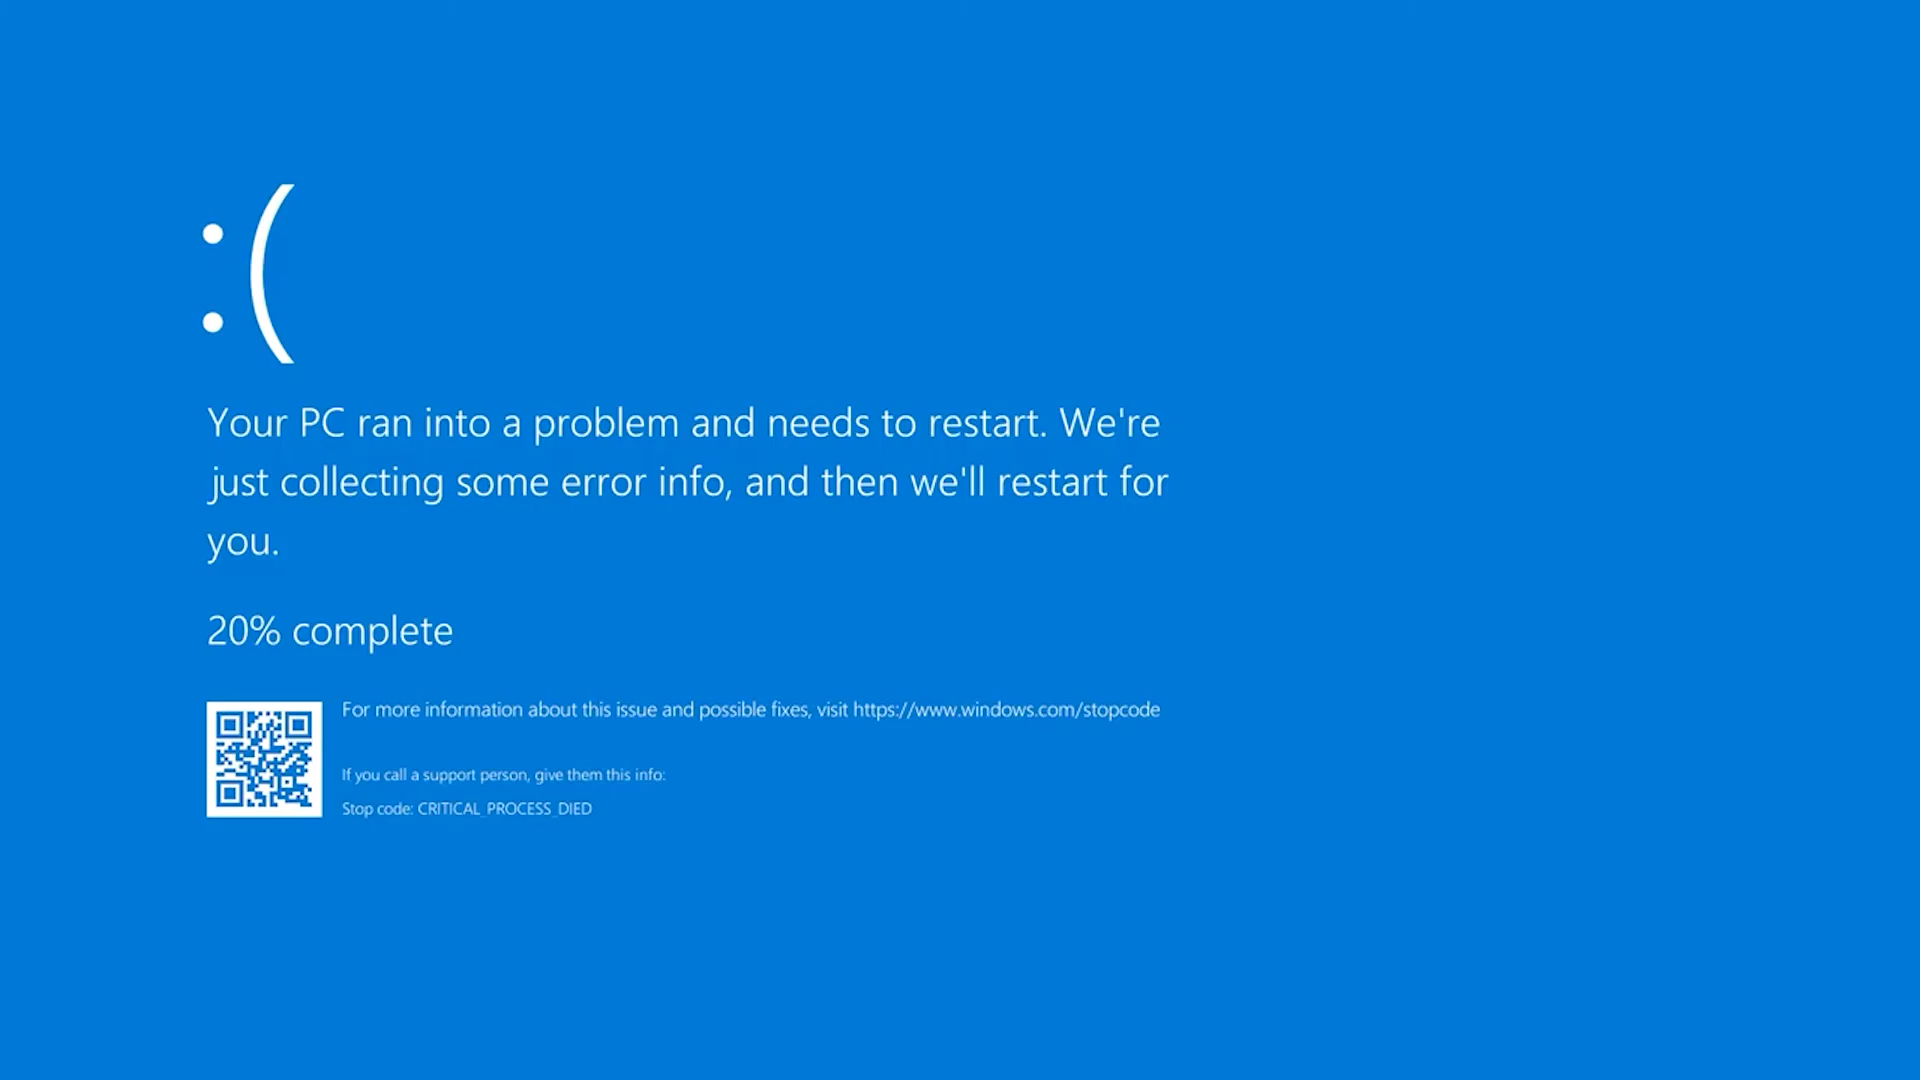 :(
Your PC ran into a problem and needs to restart. We're
just collecting some error info, and then we'll restart for
you.
20% complete
For more information about this issue and possible fixes, visit https://www.windows.com/stopcode
If you call a support person, give them this info:
Stop code: CRITICAL_PROCESS_DIED